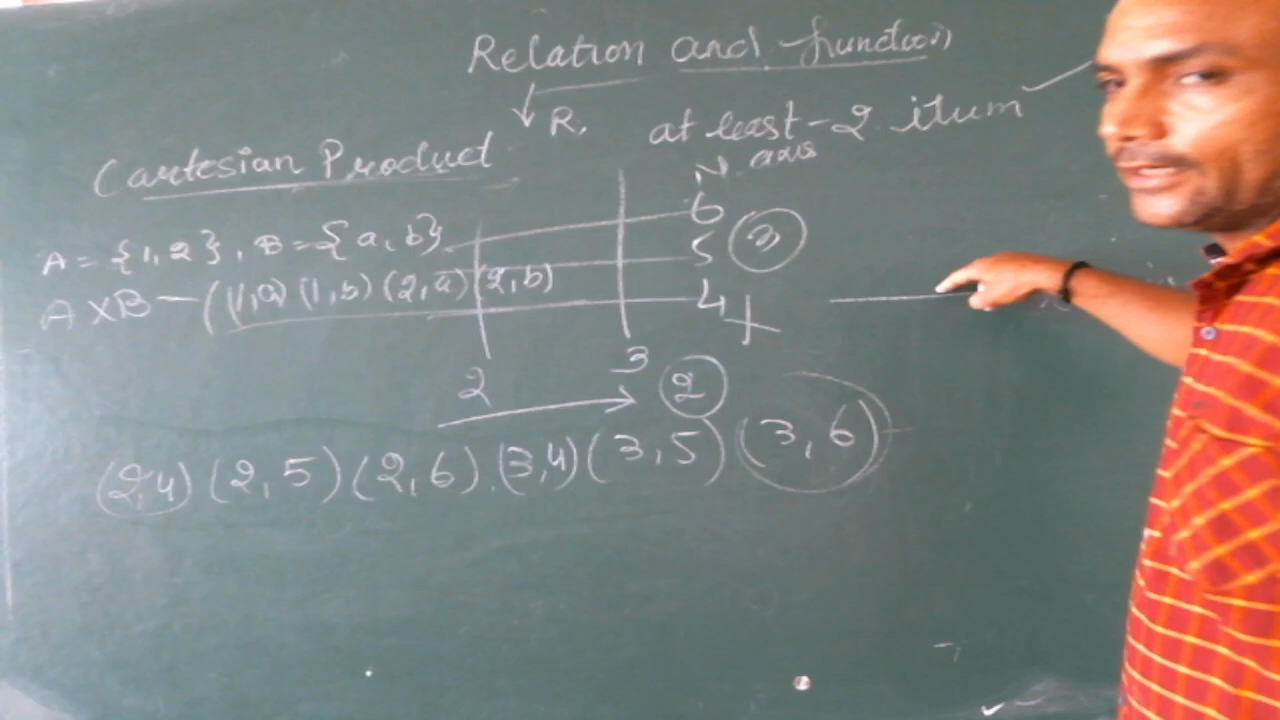 Relation and function
R. at least - 2 itum
Cartesian Product
N
6
A = {1, 2}, B = {a, b}
5 3
A X B - ((1, a) (1, b) (2, a) (2, b)
4
2 3 2
(2,4) (2, 5) (2, 6) (3,4) (3, 5) (3, 6)